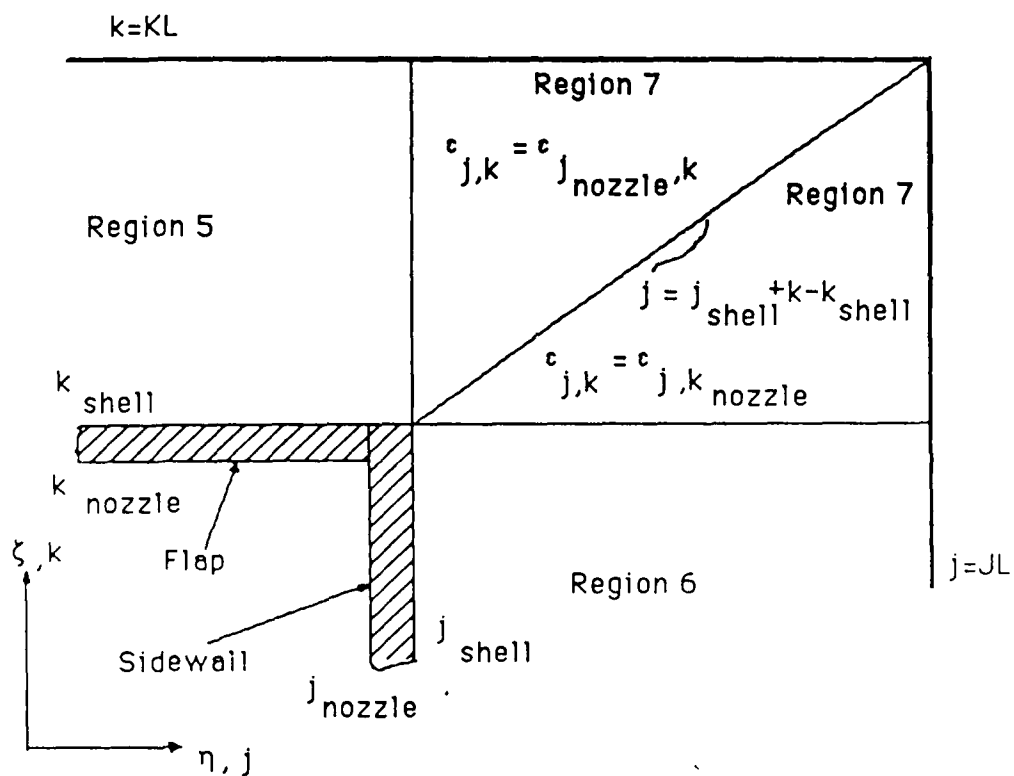 k=KL
Region 7
ε j,k = ε j nozzle,k
Region 7
Region 5
j = j shell +k-k shell
ε j,k = ε j,k nozzle
k shell
k nozzle
ζ,k
Flap
Region 6
j=JL
Sidewall
j shell
j nozzle
η, j